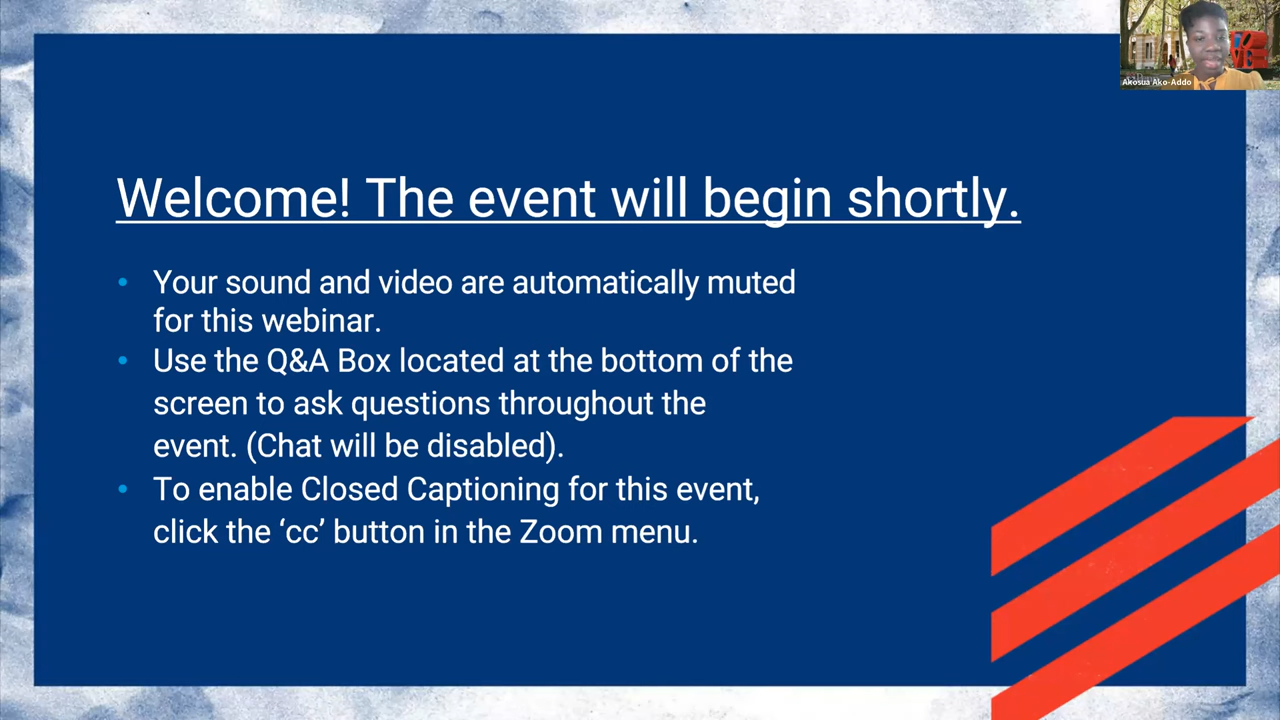 Akosua Ako-Addo
Welcome! The event will begin shortly.
• Your sound and video are automatically muted
for this webinar.
• Use the Q&A Box located at the bottom of the
screen to ask questions throughout the
event. (Chat will be disabled).
• To enable Closed Captioning for this event,
click the ‘cc’ button in the Zoom menu.